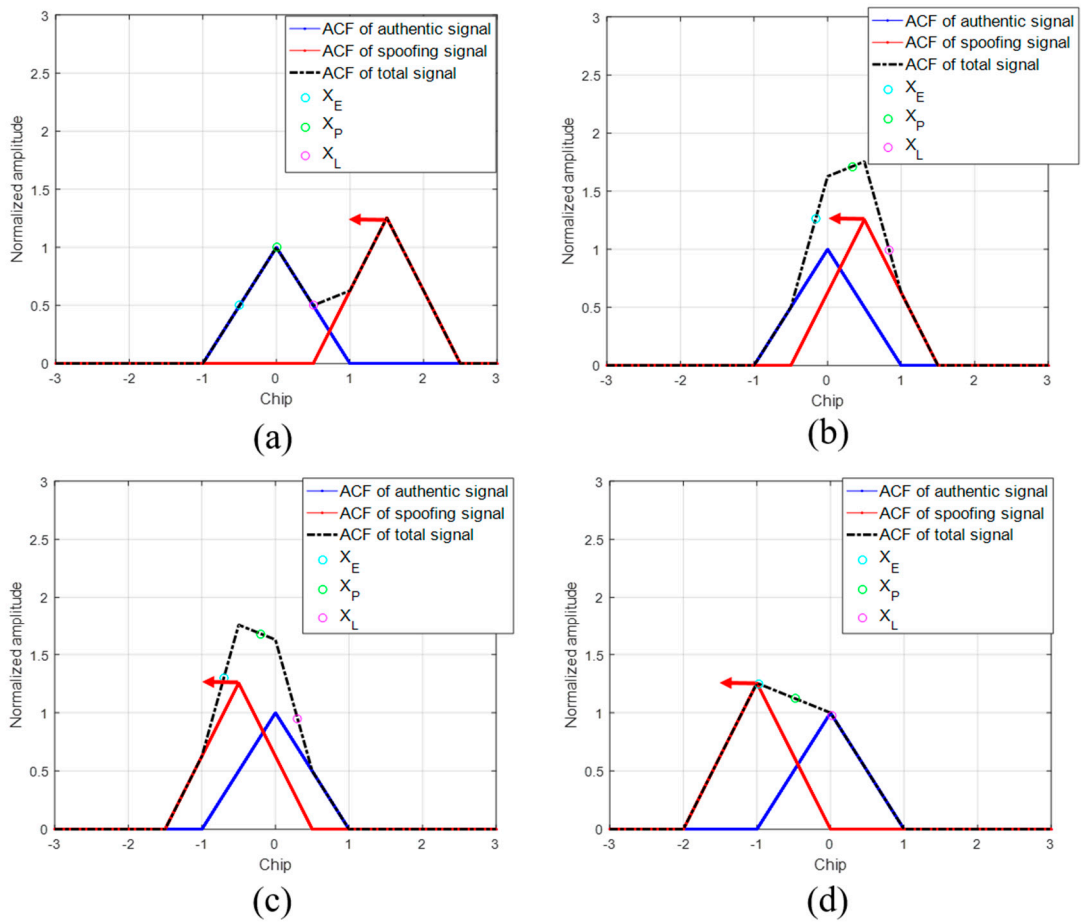 3
2.5
2
1.5
1
0.5
0
Normalized amplitude
ACF of authentic signal
ACF of spoofing signal
ACF of total signal
X_E
X_P
X_L
-3 -2 -1 0 1 2 3
Chip
(a)
3
2.5
2
1.5
1
0.5
0
Normalized amplitude
ACF of authentic signal
ACF of spoofing signal
ACF of total signal
X_E
X_P
X_L
-3 -2 -1 0 1 2 3
Chip
(b)
3
2.5
2
1.5
1
0.5
0
Normalized amplitude
ACF of authentic signal
ACF of spoofing signal
ACF of total signal
X_E
X_P
X_L
-3 -2 -1 0 1 2 3
Chip
(c)
3
2.5
2
1.5
1
0.5
0
Normalized amplitude
ACF of authentic signal
ACF of spoofing signal
ACF of total signal
X_E
X_P
X_L
-3 -2 -1 0 1 2 3
Chip
(d)